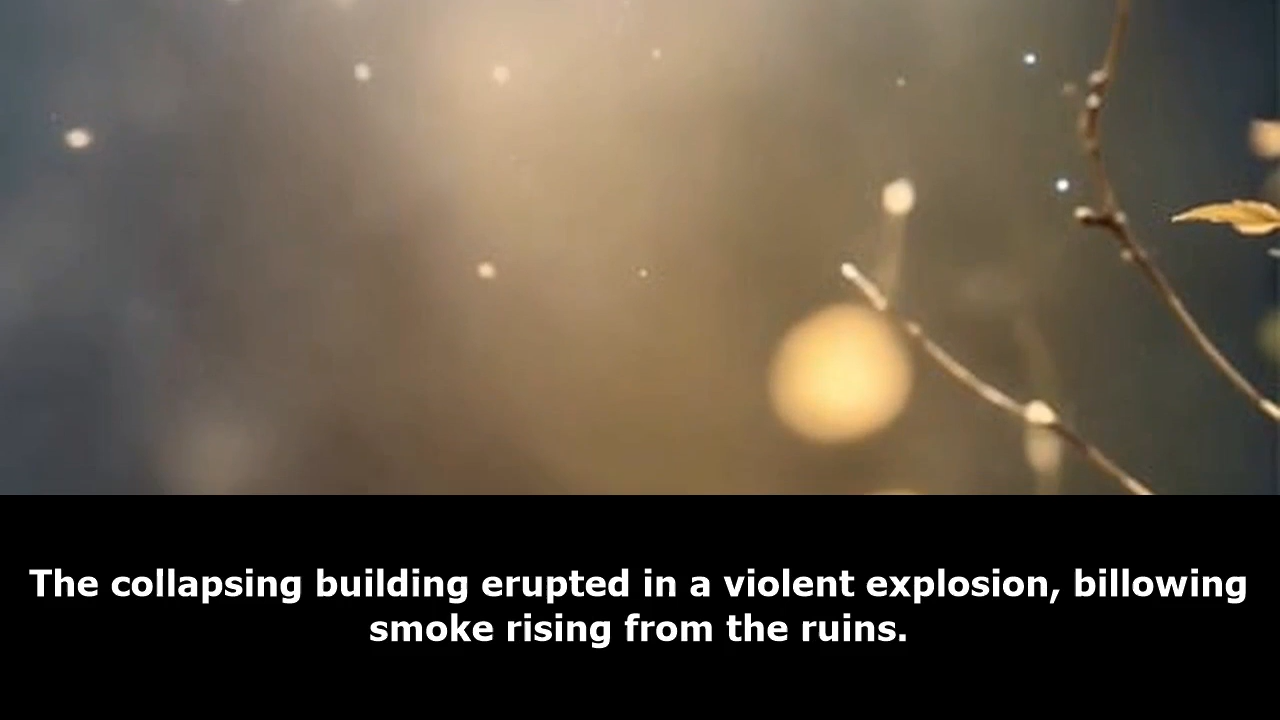 The collapsing building erupted in a violent explosion, billowing
smoke rising from the ruins.